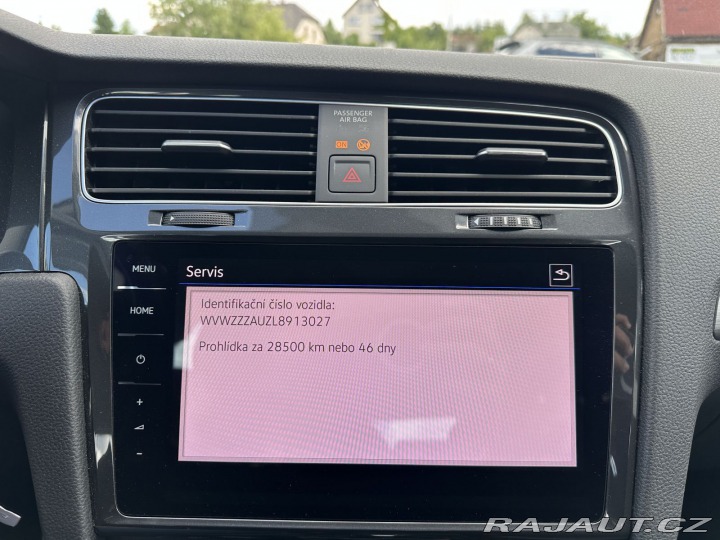 PASSENGER
AIR BAG
ON
MENU
Servis
HOME
Identifikační číslo vozidla:
WVWZZZAUZL8913027
Prohlídka za 28500 km nebo 46 dny
+
-
RAJAUT.CZ